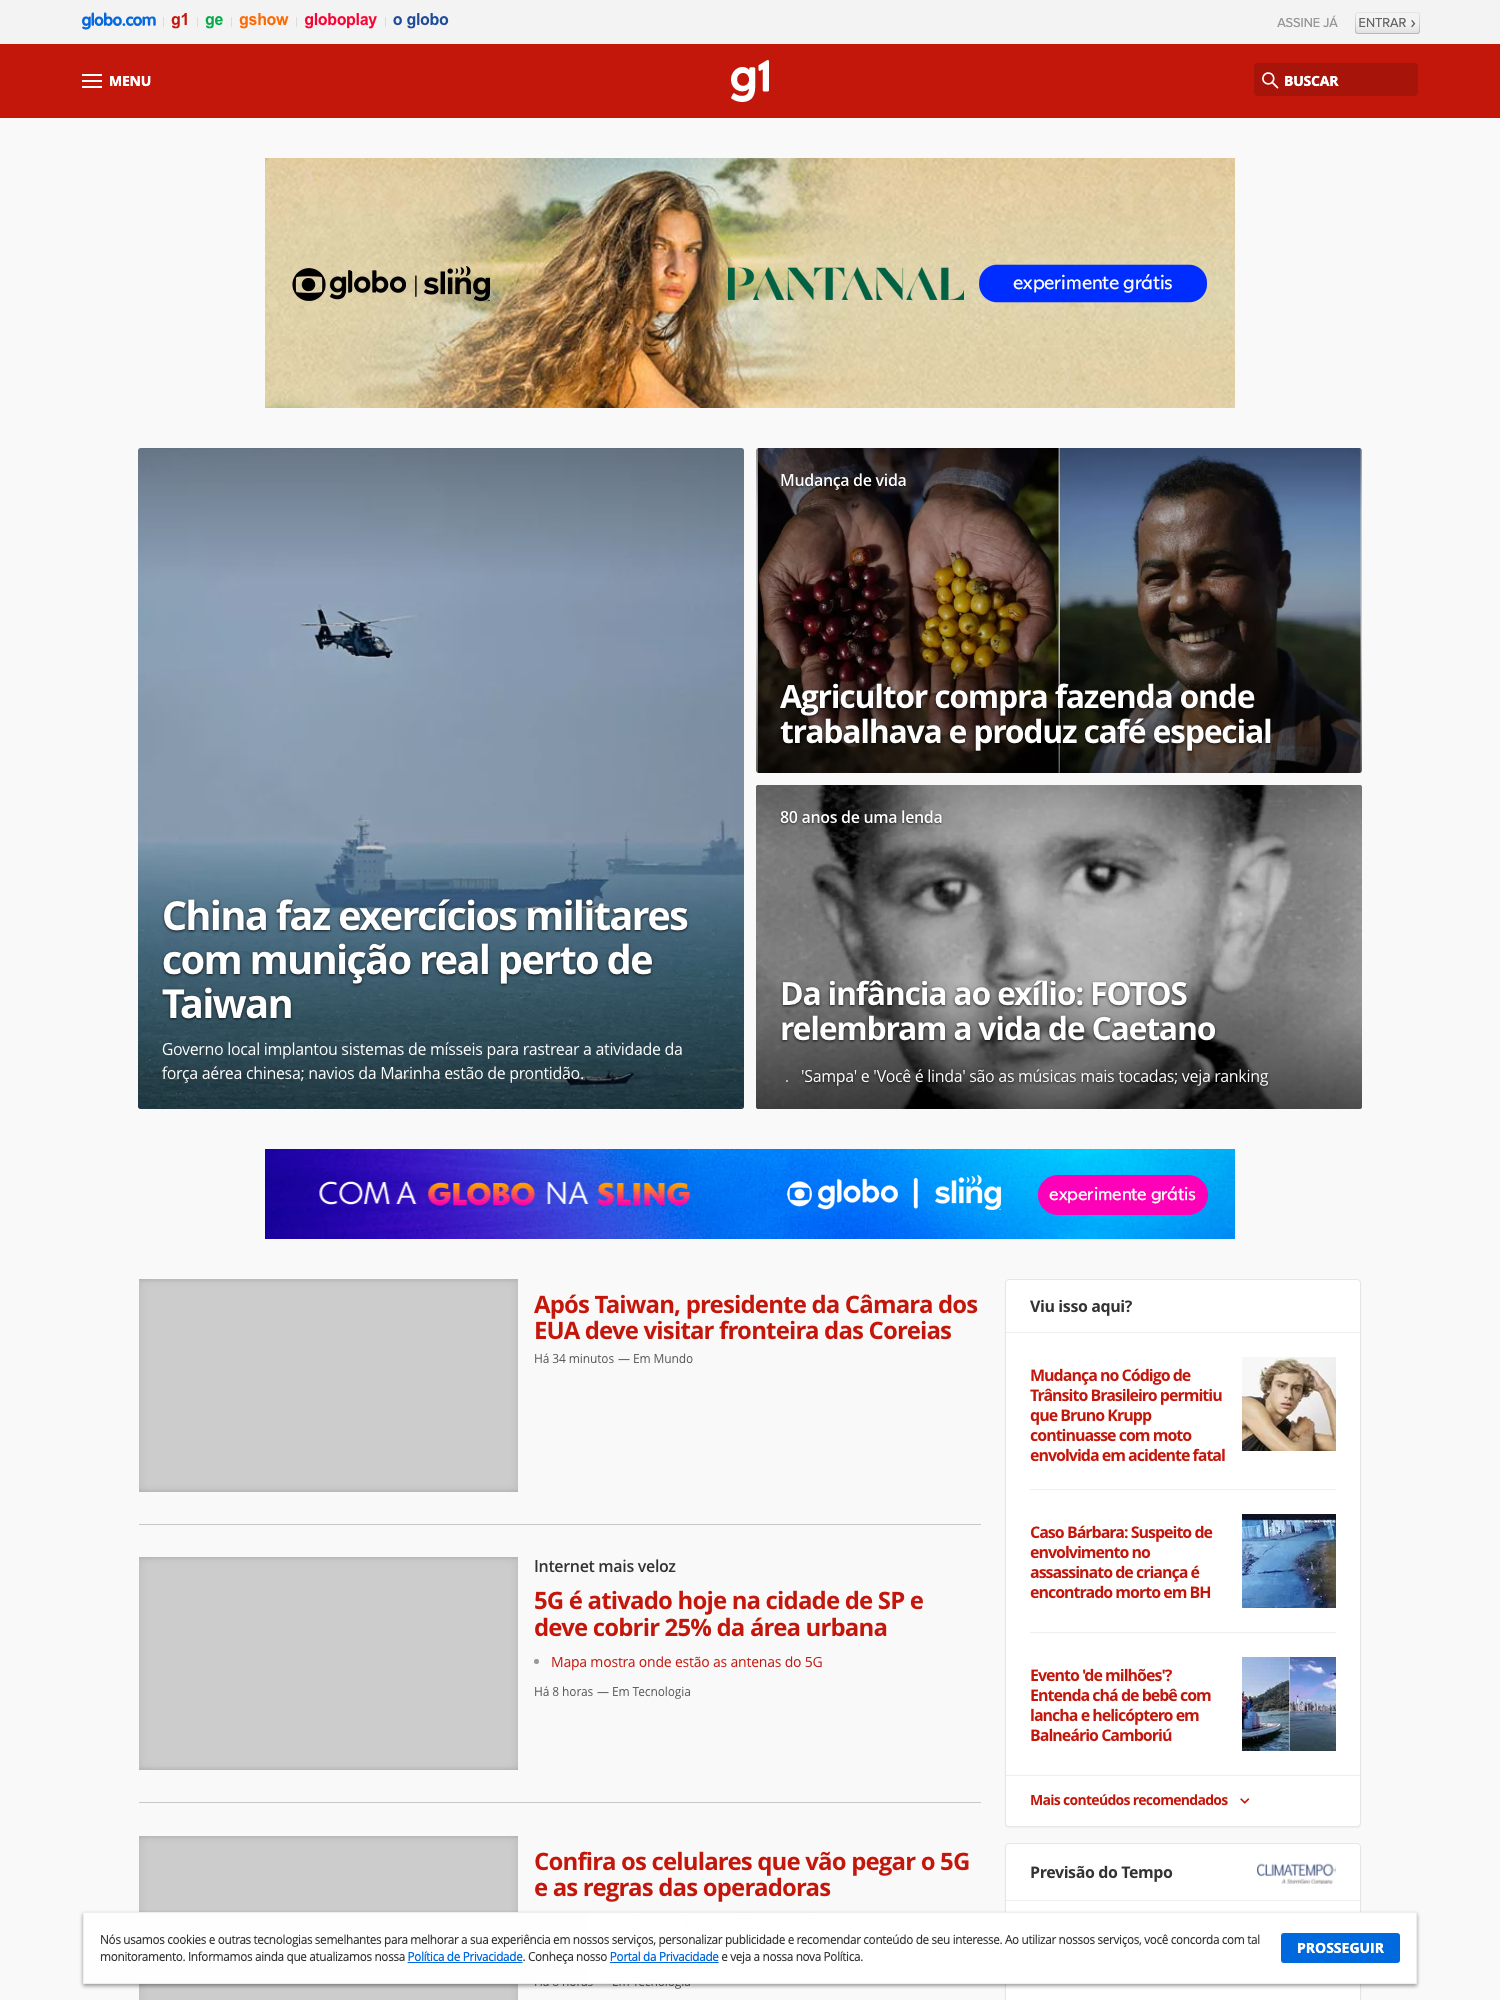 globo.com g1 ge gshow globoplay o globo
ASSINE JÁ ENTRAR ›
MENU
g1
BUSCAR
globo | sling PANTANAL experimente grátis
China faz exercícios militares
com munição real perto de
Taiwan
Governo local implantou sistemas de mísseis para rastrear a atividade da
força aérea chinesa; navios da Marinha estão de prontidão.
Mudança de vida
Agricultor compra fazenda onde
trabalhava e produz café especial
80 anos de uma lenda
Da infância ao exílio: FOTOS
relembram a vida de Caetano
. 'Sampa' e 'Você é linda' são as músicas mais tocadas; veja ranking
COM A GLOBO NA SLING globo | sling experimente grátis
Após Taiwan, presidente da Câmara dos
EUA deve visitar fronteira das Coreias
Há 34 minutos — Em Mundo
Internet mais veloz
5G é ativado hoje na cidade de SP e
deve cobrir 25% da área urbana
• Mapa mostra onde estão as antenas do 5G
Há 8 horas — Em Tecnologia
Confira os celulares que vão pegar o 5G
e as regras das operadoras
Viu isso aqui?
Mudança no Código de
Trânsito Brasileiro permitiu
que Bruno Krupp
continuasse com moto
envolvida em acidente fatal
Caso Bárbara: Suspeito de
envolvimento no
assassinato de criança é
encontrado morto em BH
Evento 'de milhões'?
Entenda chá de bebê com
lancha e helicóptero em
Balneário Camboriú
Mais conteúdos recomendados
Previsão do Tempo
CLIMATEMPO
A StormGeo Company
Nós usamos cookies e outras tecnologias semelhantes para melhorar a sua experiência em nossos serviços, personalizar publicidade e recomendar conteúdo de seu interesse. Ao utilizar nossos serviços, você concorda com tal
monitoramento. Informamos ainda que atualizamos nossa Política de Privacidade. Conheça nosso Portal da Privacidade e veja a nossa nova Política.
PROSSEGUIR